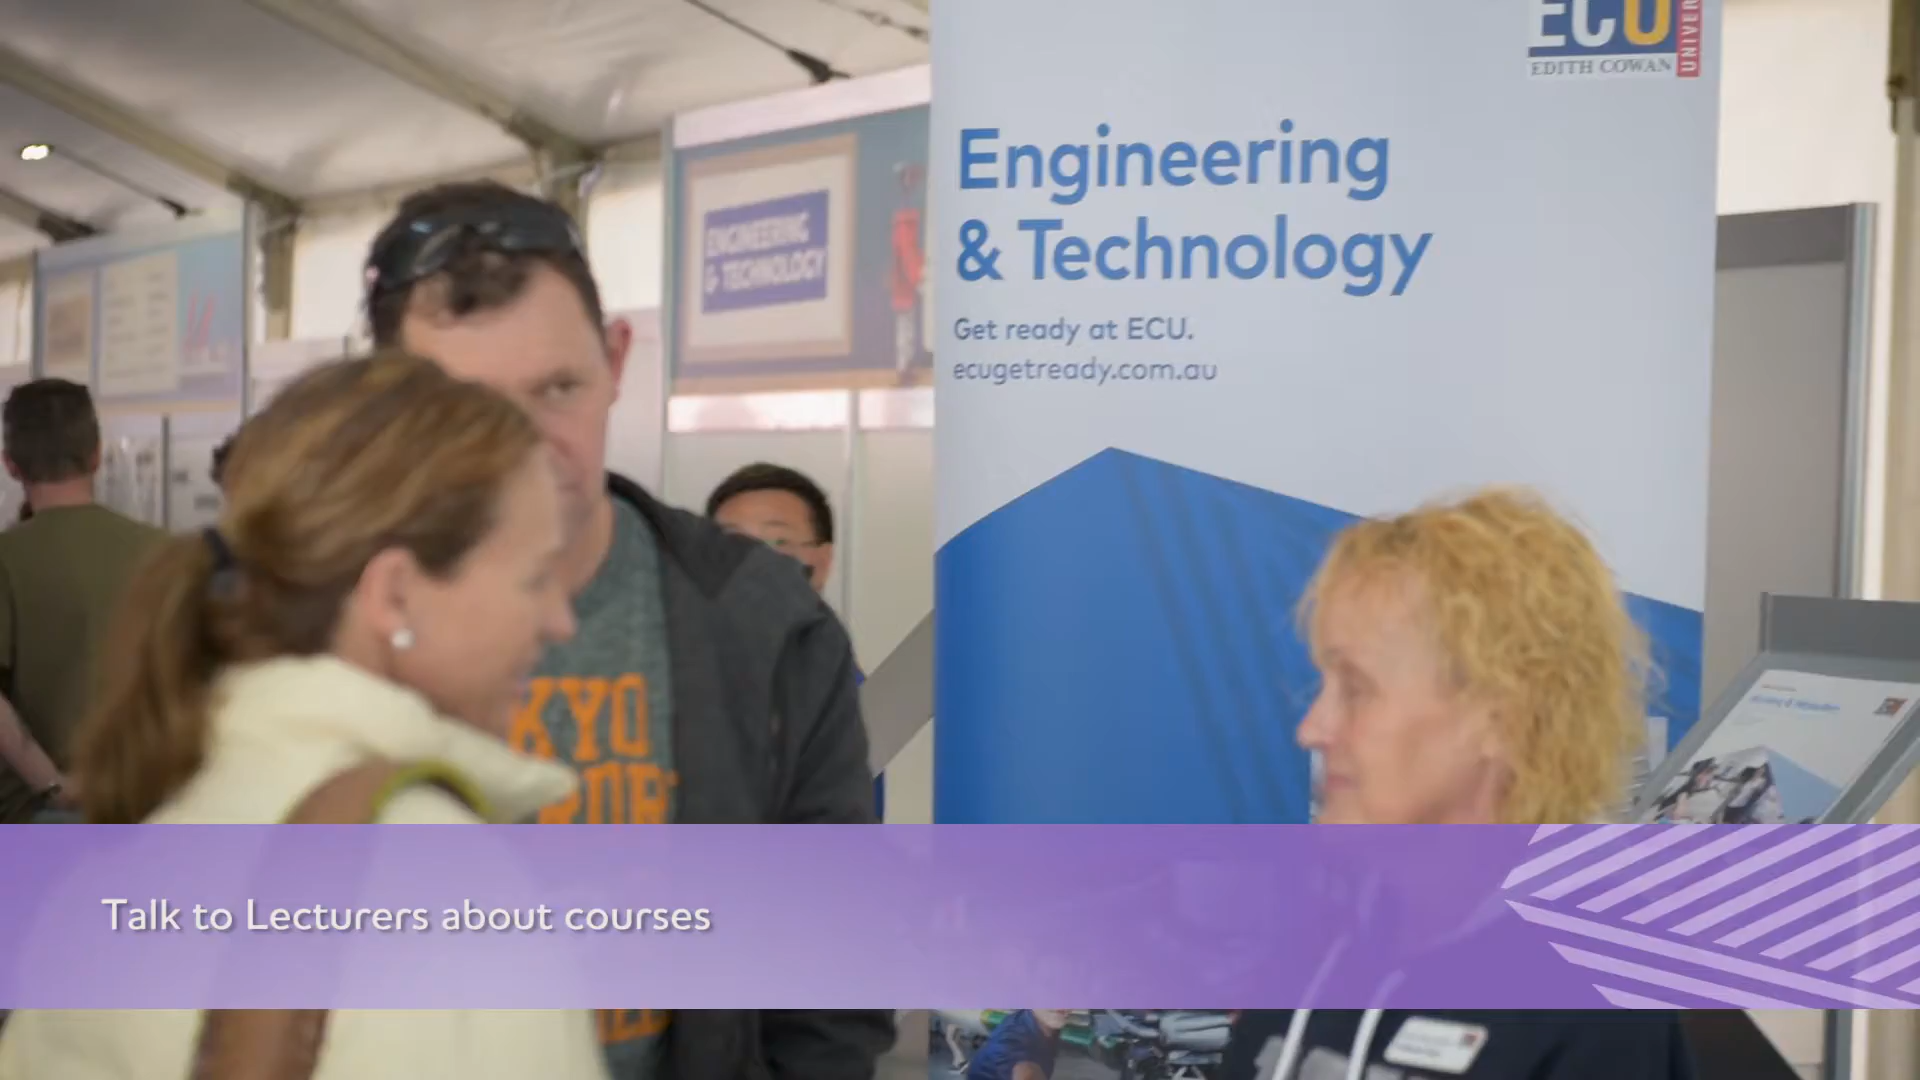 ECU
EDITH COWAN
UNIVER
Engineering
& Technology
Get ready at ECU.
ecugetready.com.au
ENGINEERING
& TECHNOLOGY
KYO
Talk to Lecturers about courses